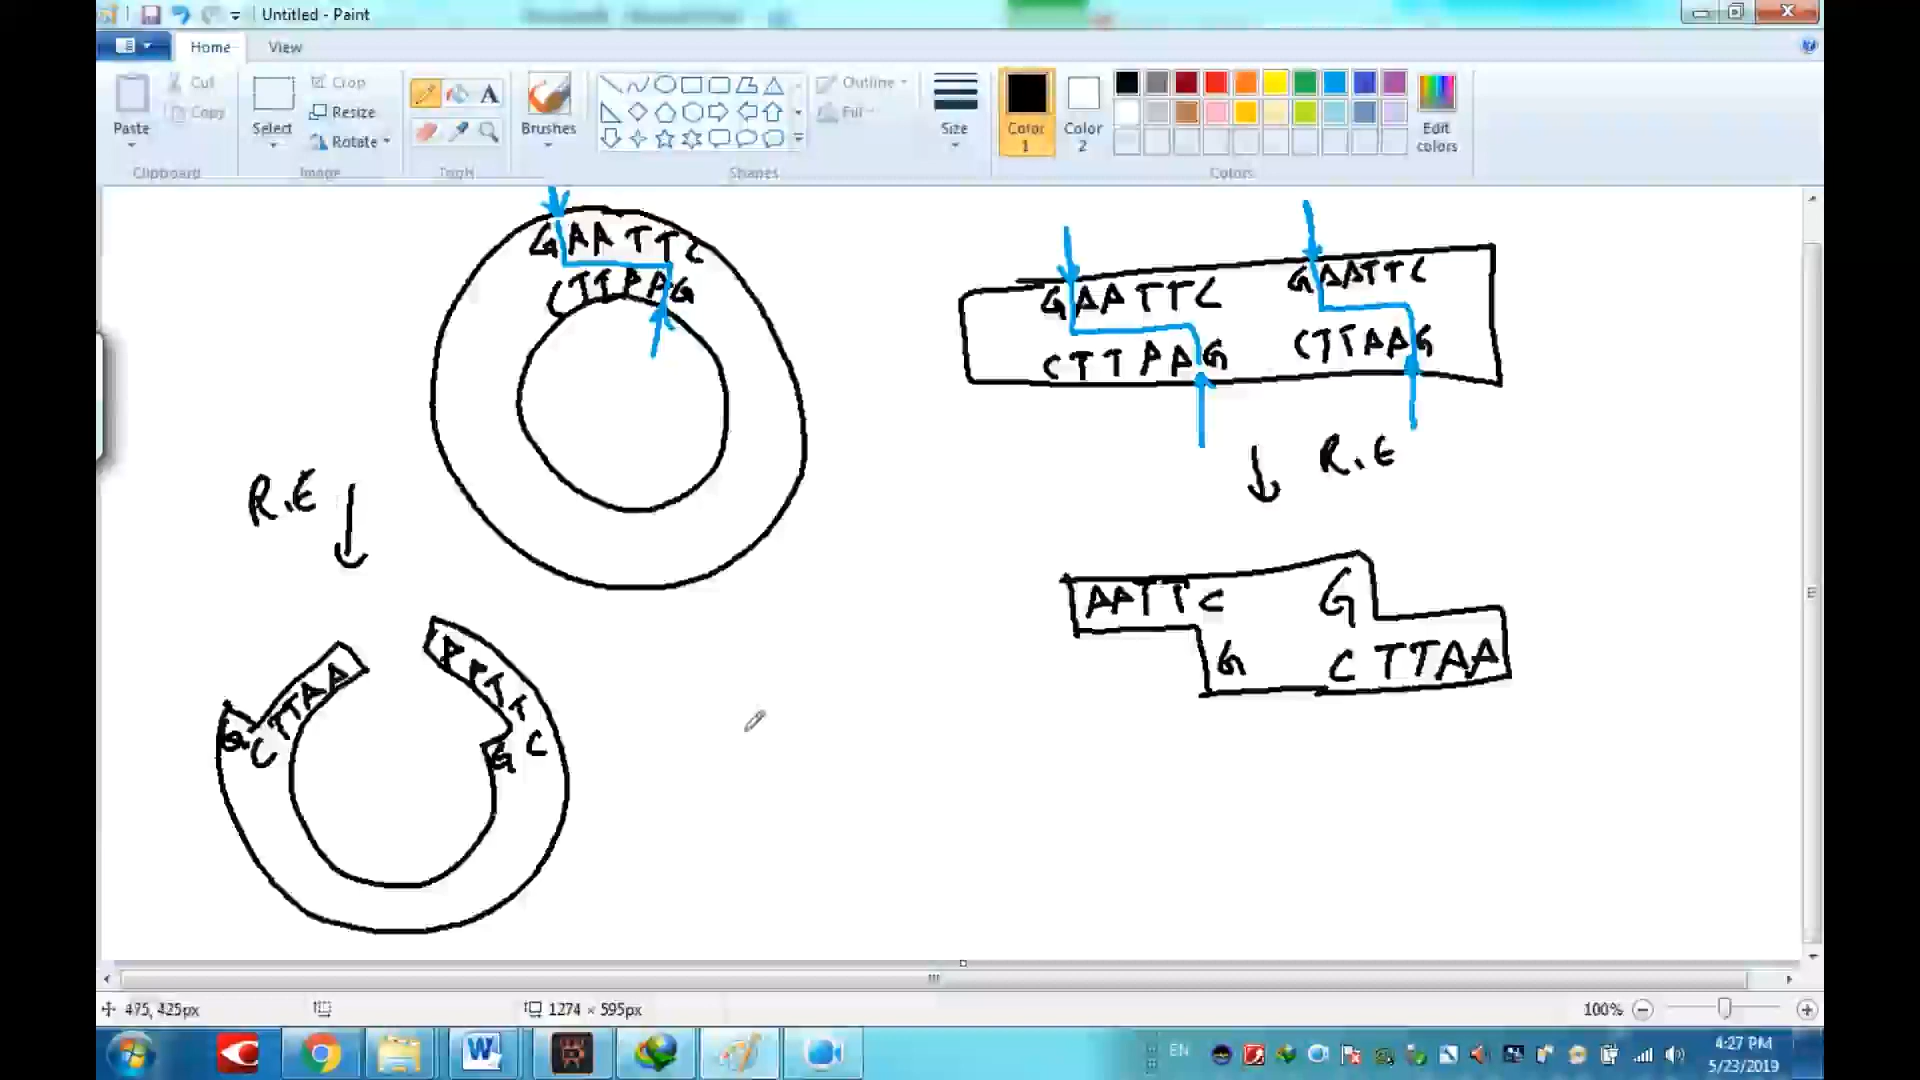 Untitled - Paint
Home View
Paste
Cut
Copy
Clipboard
Select
Crop
Resize
Rotate
Image
Tools
Brushes
Shapes
Outline
Fill
Size
Color 1
Color 2
Edit colors
Colors
GAATTC
CTTAAG
GAATTC GAATTC
CTTAAG CTTAAG
R.E
R.E
AATTC G
G CTTAA
G CTTAA
AATTC
G
475, 425px
1274 × 595px
100%
EN
4:27 PM
5/23/2019